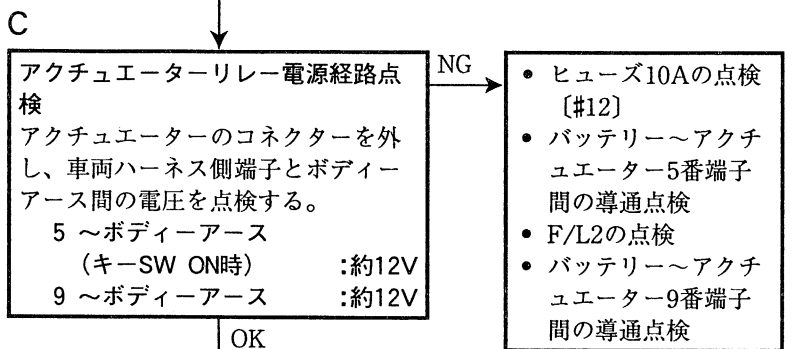 C
アクチュエーターリレー電源経路点
検
アクチュエーターのコネクターを外
し、車両ハーネス側端子とボディー
アース間の電圧を点検する。
5 ～ボディーアース
（キーSW ON時） :約12V
9 ～ボディーアース :約12V
OK
NG
• ヒューズ10Aの点検
〔#12〕
• バッテリー～アクチ
ュエーター5番端子
間の導通点検
• F/L2の点検
• バッテリー～アクチ
ュエーター9番端子
間の導通点検